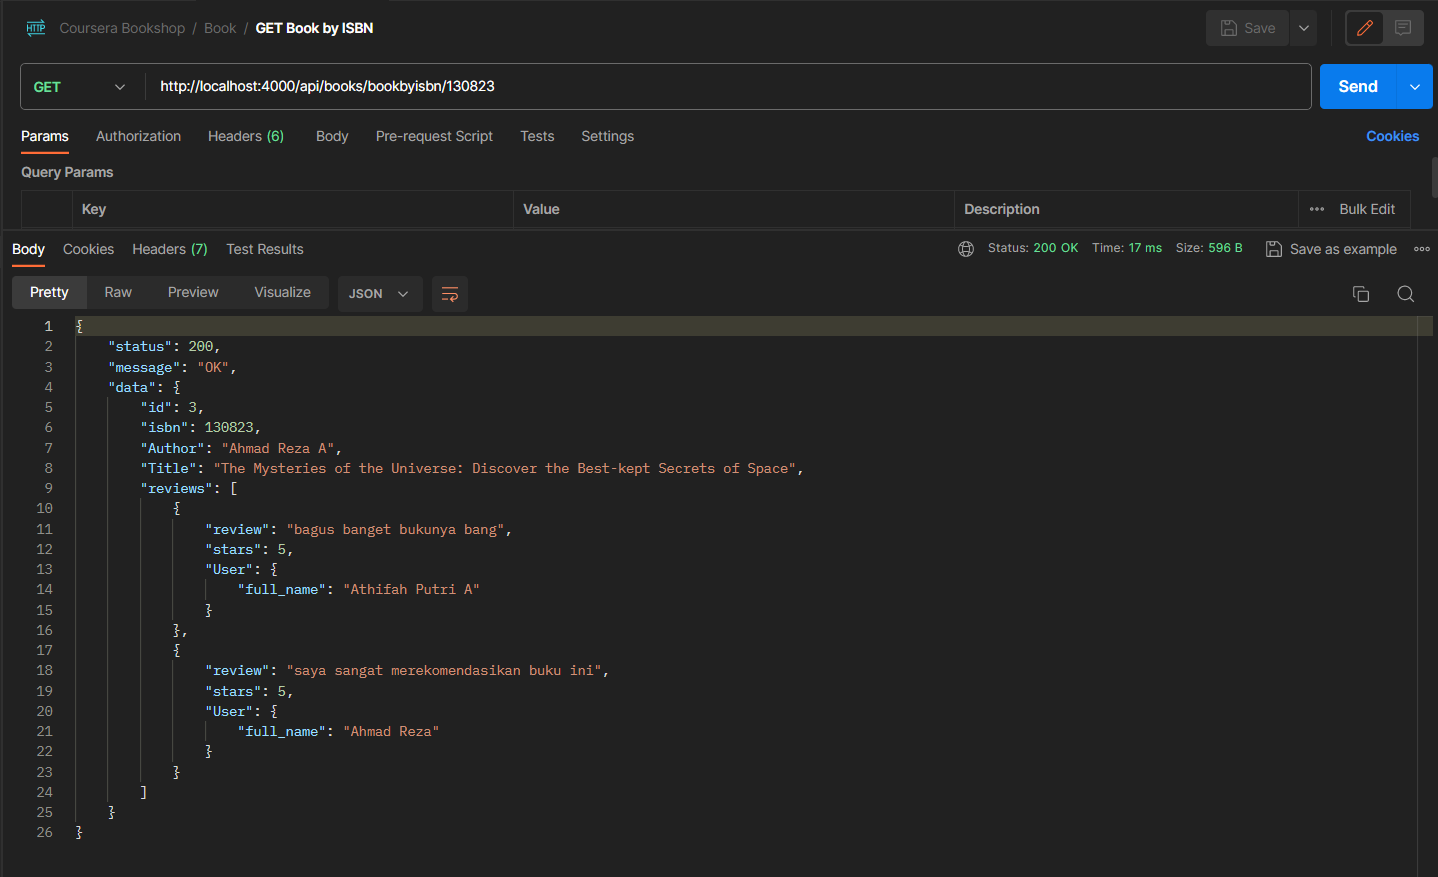 HTTP Coursera Bookshop / Book / GET Book by ISBN Save
GET http://localhost:4000/api/books/bookbyisbn/130823 Send
Params Authorization Headers (6) Body Pre-request Script Tests Settings Cookies
Query Params
Key Value Description ••• Bulk Edit
Body Cookies Headers (7) Test Results Status: 200 OK Time: 17 ms Size: 596 B Save as example
Pretty Raw Preview Visualize JSON
1 {
2 "status": 200,
3 "message": "OK",
4 "data": {
5 "id": 3,
6 "isbn": 130823,
7 "Author": "Ahmad Reza A",
8 "Title": "The Mysteries of the Universe: Discover the Best-kept Secrets of Space",
9 "reviews": [
10 {
11 "review": "bagus banget bukunya bang",
12 "stars": 5,
13 "User": {
14 "full_name": "Athifah Putri A"
15 }
16 },
17 {
18 "review": "saya sangat merekomendasikan buku ini",
19 "stars": 5,
20 "User": {
21 "full_name": "Ahmad Reza"
22 }
23 }
24 ]
25 }
26 }